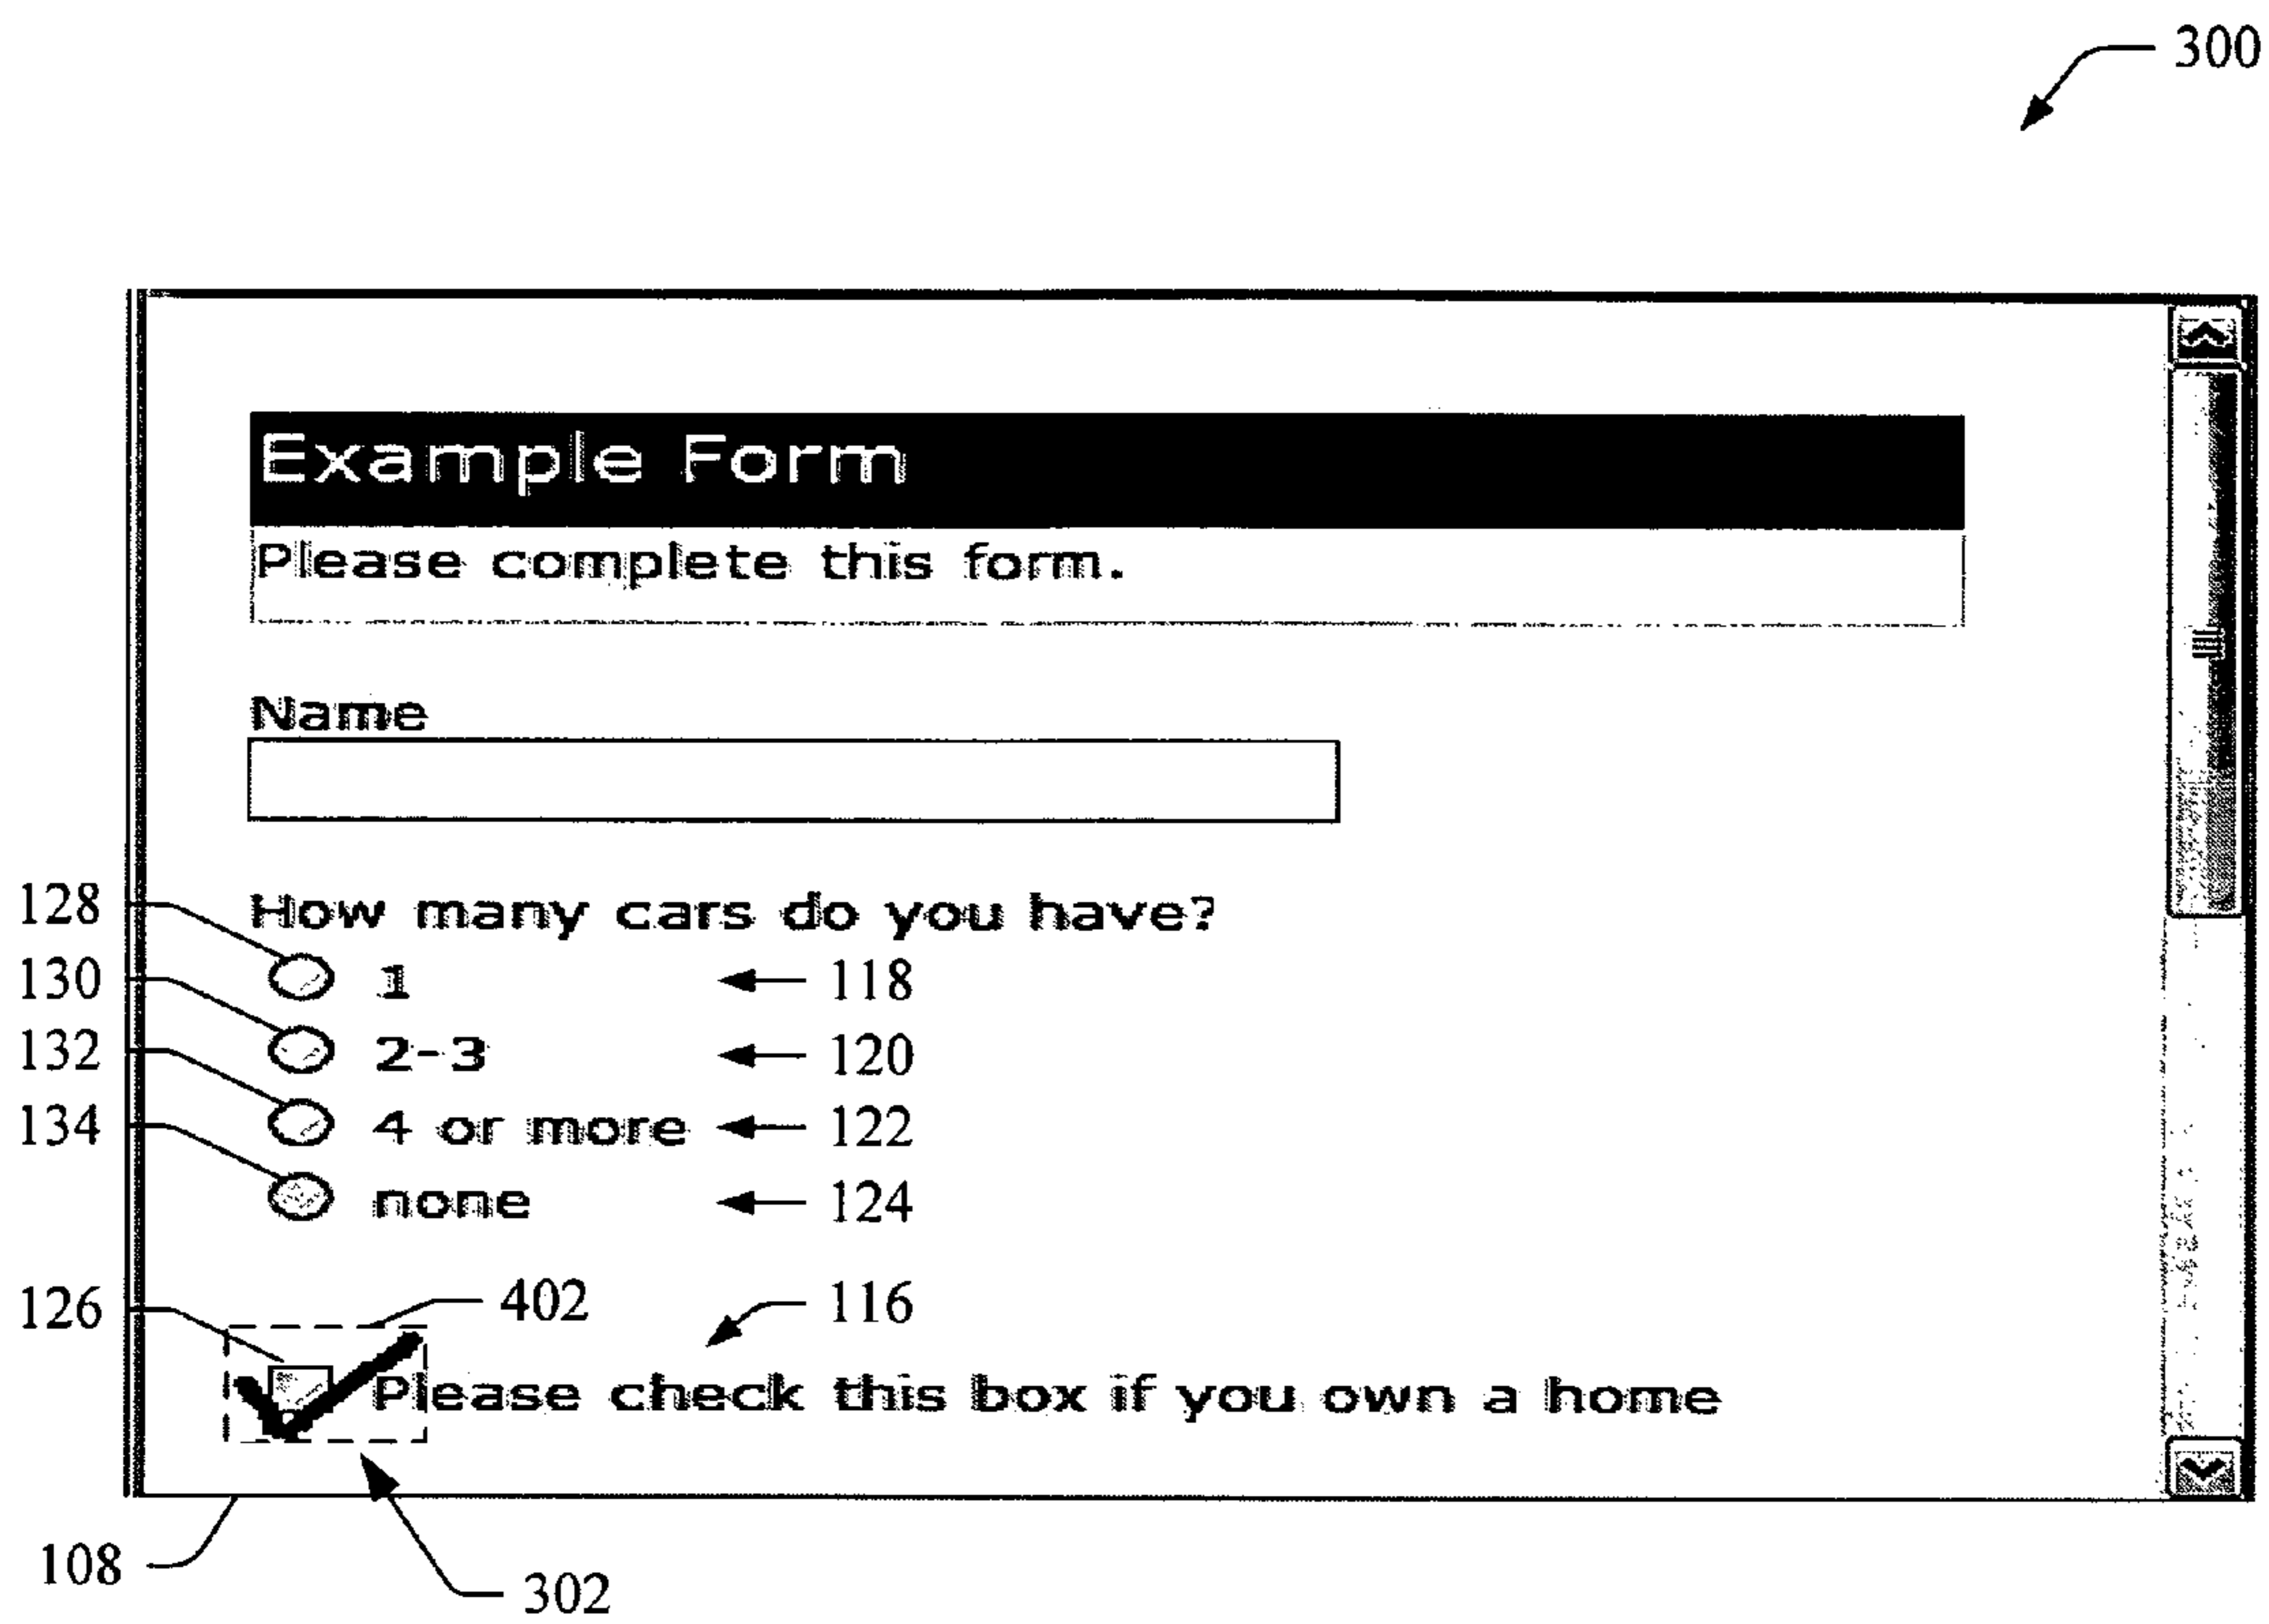 300
Example Form
Please complete this form.
Name
128 How many cars do you have?
130 1 118
132 2-3 120
134 4 or more 122
none 124
126 402 116
Please check this box if you own a home
108 302